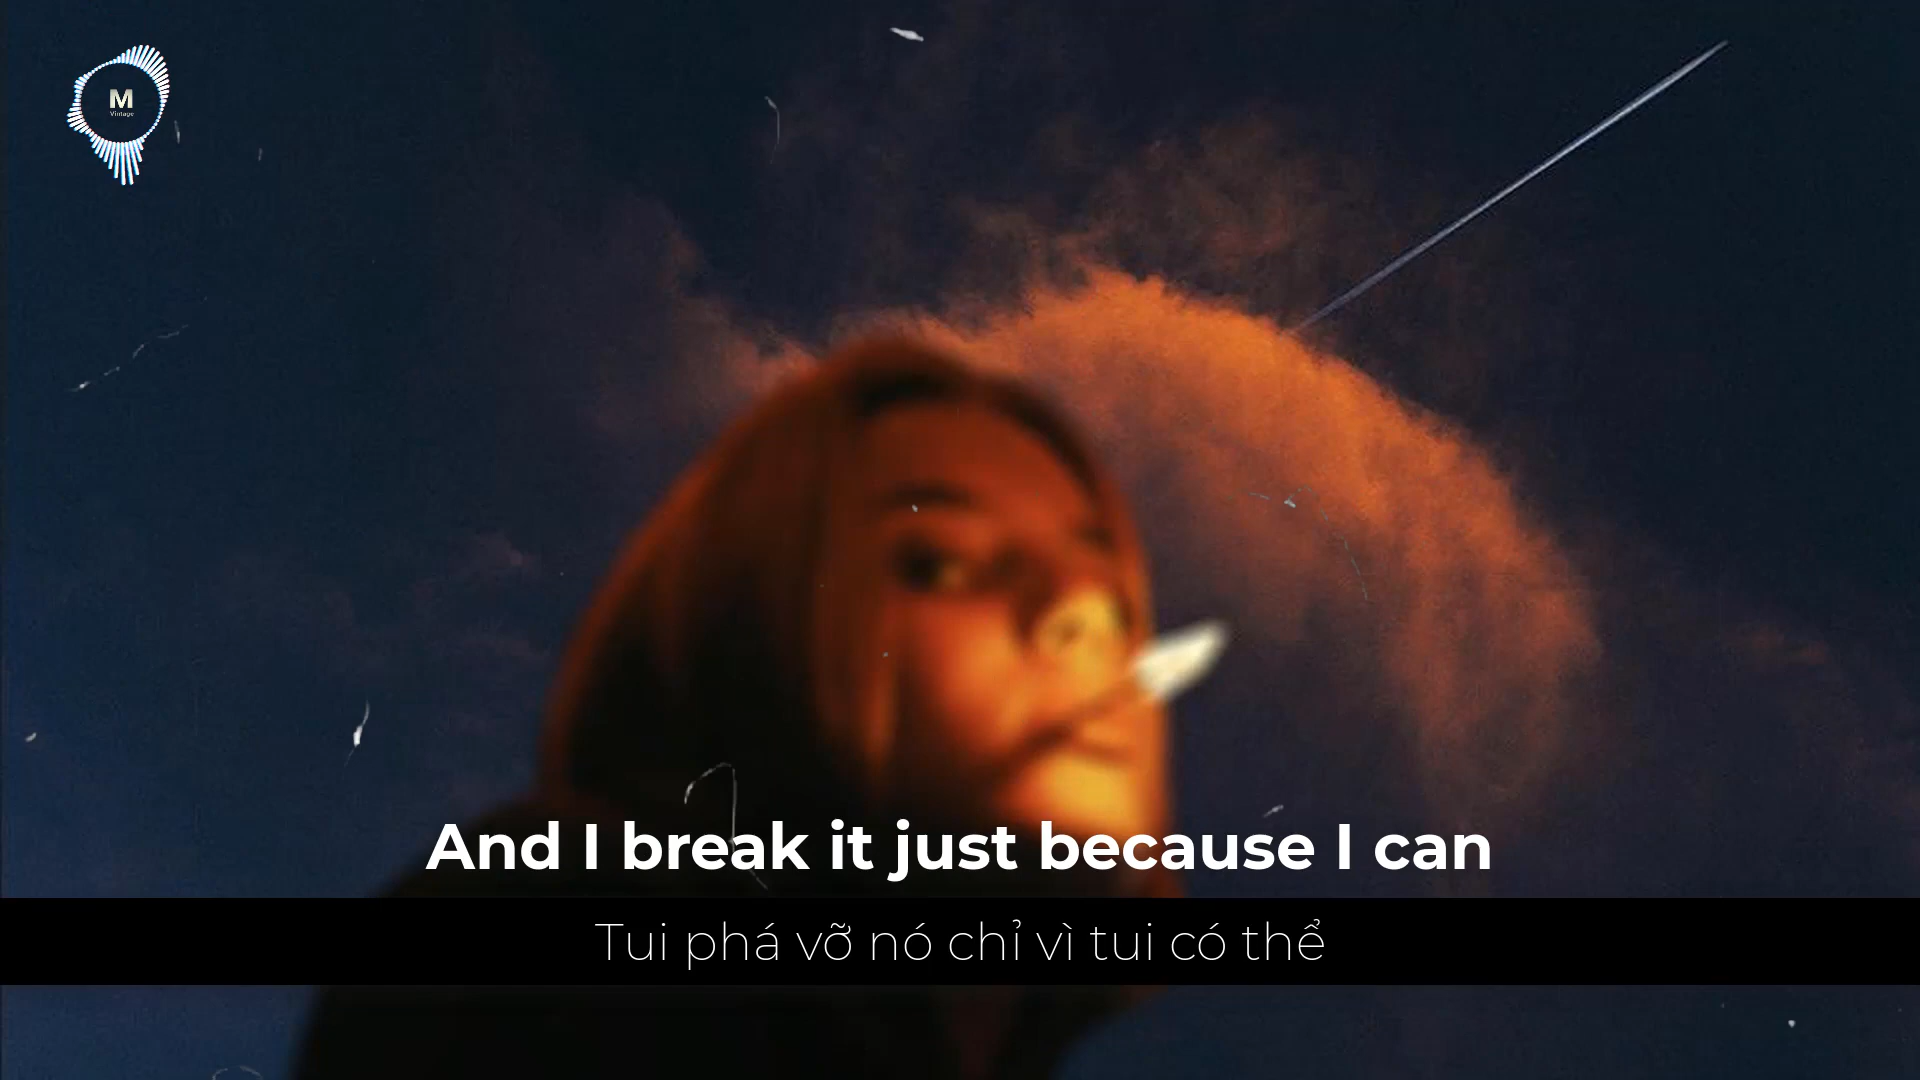 M
Vintage
And I break it just because I can
Tui phá vỡ nó chỉ vì tui có thể